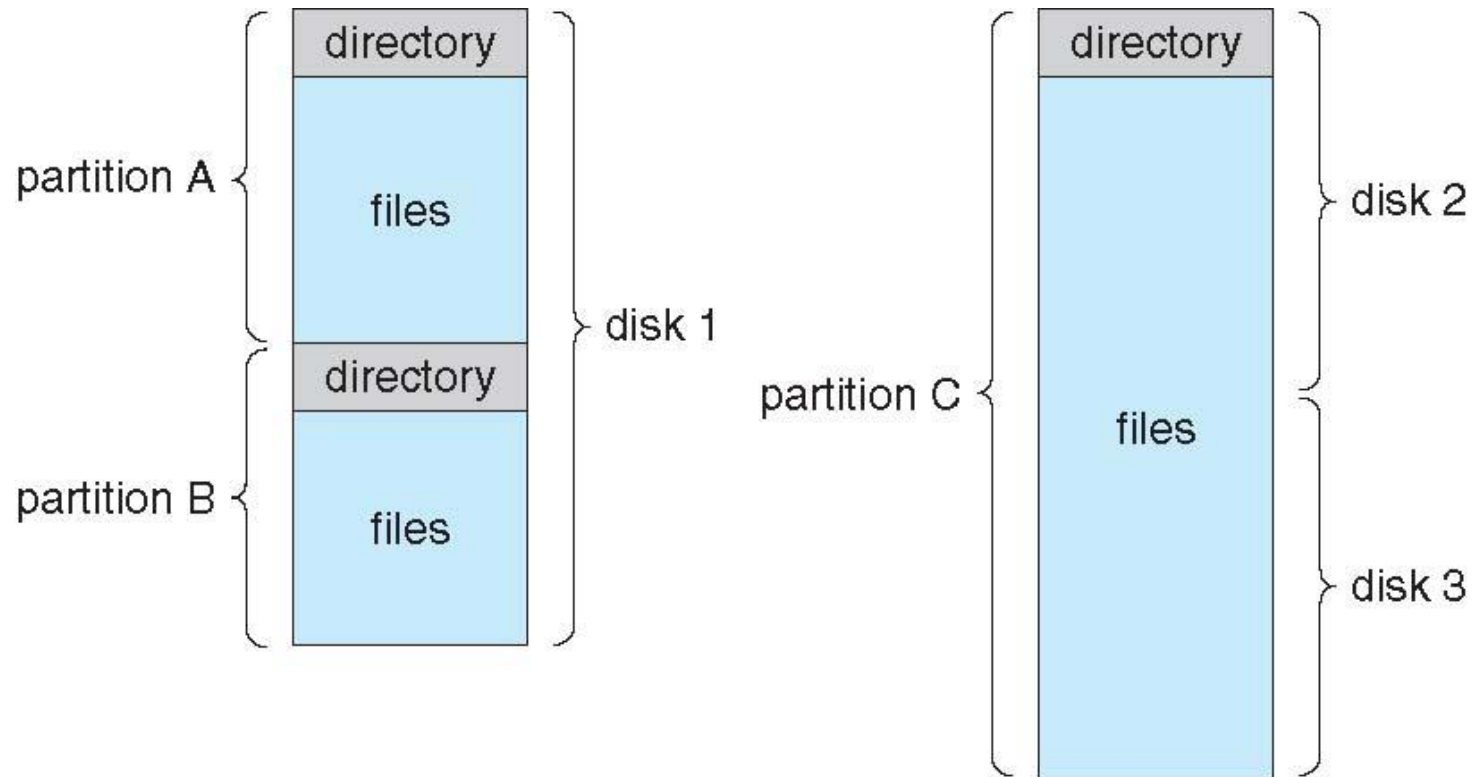 directory
partition A
files
disk 1
directory
partition B
files
directory
disk 2
partition C
files
disk 3